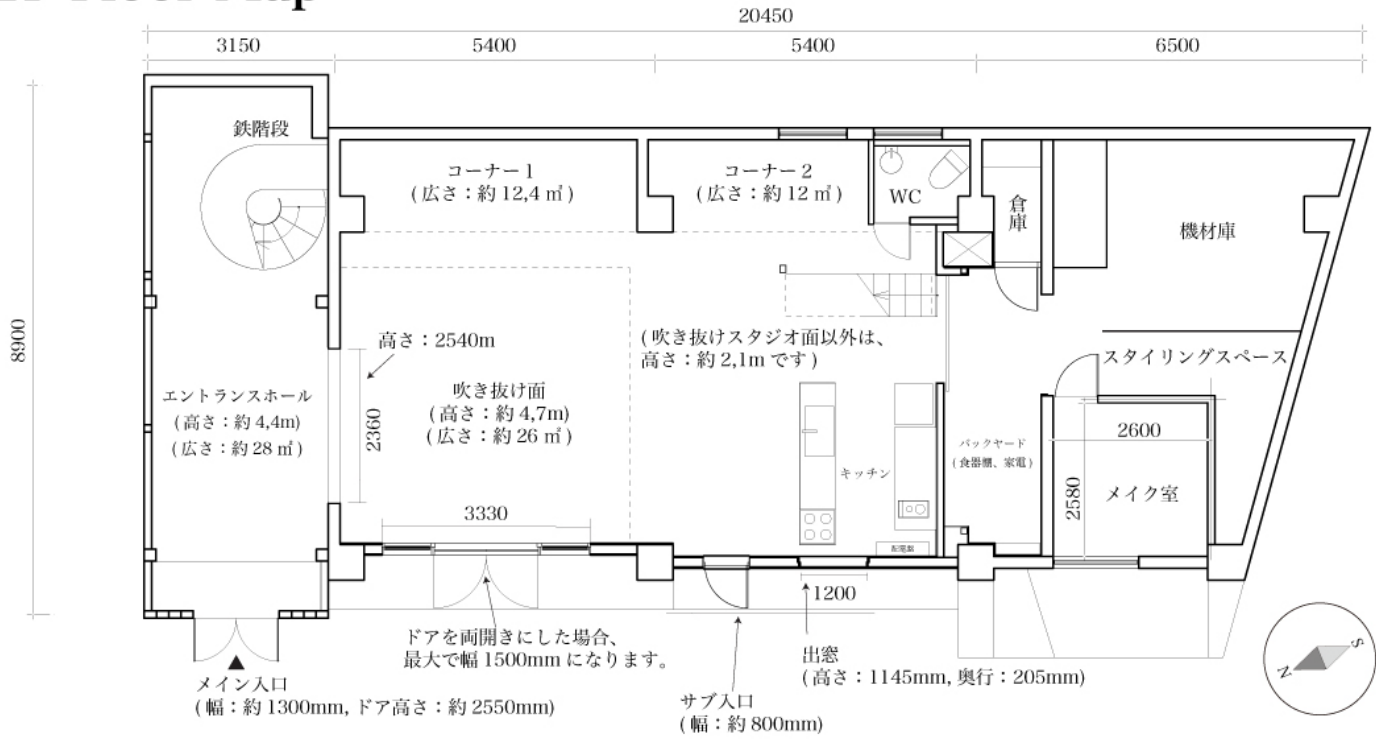 20450
3150
5400
5400
6500
8900
鉄階段
コーナー 1
( 広さ : 約 12,4 ㎡ )
コーナー 2
( 広さ : 約 12 ㎡ )
WC
倉庫
機材庫
高さ : 2540m
( 吹き抜けスタジオ面以外は、
高さ : 約 2,1m です )
スタイリングスペース
エントランスホール
( 高さ : 約 4,4m)
( 広さ : 約 28 ㎡ )
2360
吹き抜け面
( 高さ : 約 4,7m)
( 広さ : 約 26 ㎡ )
キッチン
バックヤード
( 食器棚、家電 )
2600
2580
メイク室
3330
配電盤
1200
ドアを両開きにした場合、
最大で幅 1500mm になります。
出窓
( 高さ : 1145mm, 奥行 : 205mm)
メイン入口
( 幅 : 約 1300mm, ドア高さ : 約 2550mm)
サブ入口
( 幅 : 約 800mm)
N
S